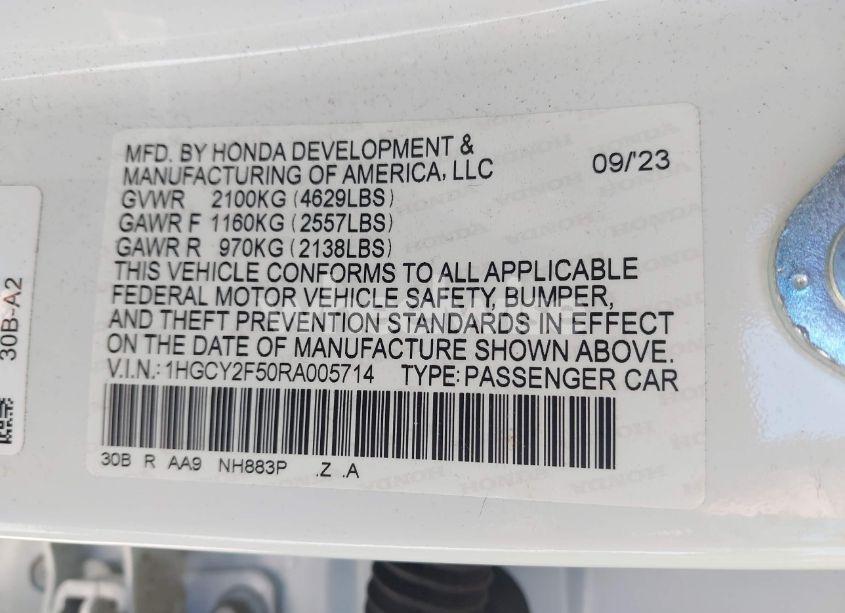 MFD. BY HONDA DEVELOPMENT &
MANUFACTURING OF AMERICA, LLC 09/'23
GVWR 2100KG (4629LBS)
GAWR F 1160KG (2557LBS)
GAWR R 970KG (2138LBS)
THIS VEHICLE CONFORMS TO ALL APPLICABLE
FEDERAL MOTOR VEHICLE SAFETY, BUMPER,
AND THEFT PREVENTION STANDARDS IN EFFECT
ON THE DATE OF MANUFACTURE SHOWN ABOVE.
V.I.N.: 1HGCY2F50RA005714 TYPE: PASSENGER CAR
30B R AA9 NH883P .Z .A
30B-A2